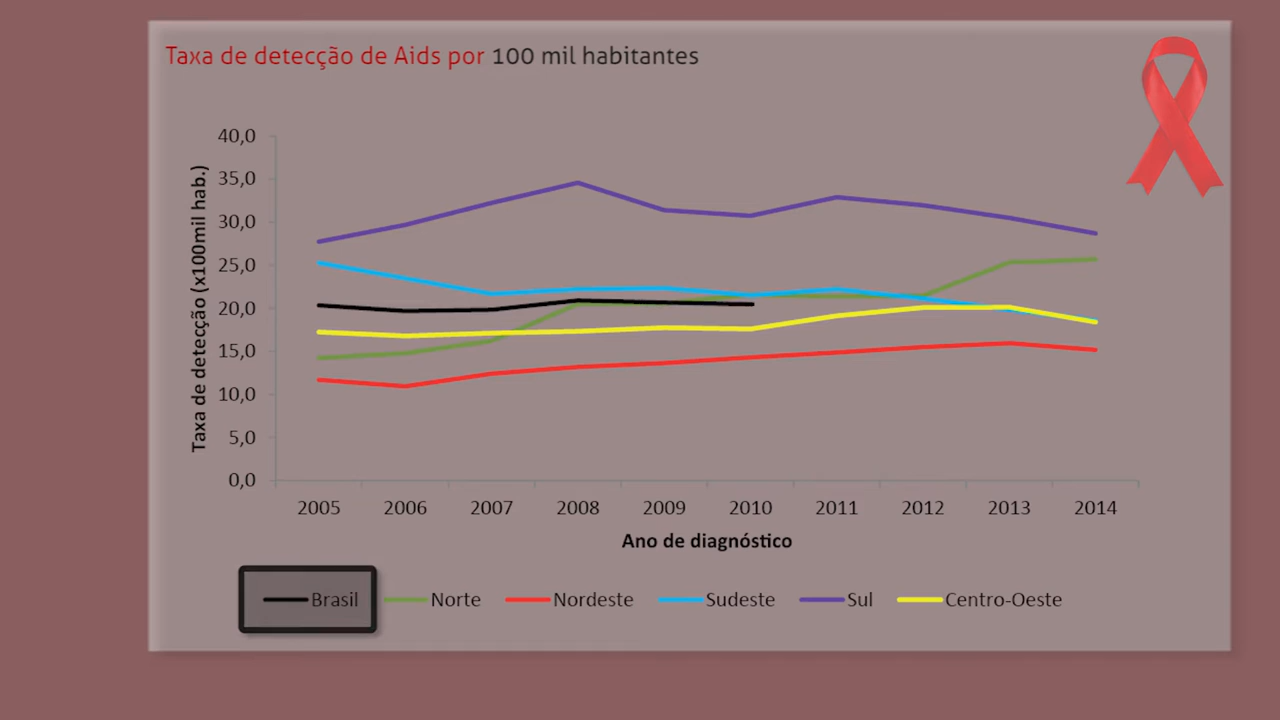 Taxa de detecção de Aids por 100 mil habitantes
40,0
35,0
30,0
25,0
20,0
15,0
10,0
5,0
0,0
Taxa de detecção (x100mil hab.)
2005 2006 2007 2008 2009 2010 2011 2012 2013 2014
Ano de diagnóstico
Brasil Norte Nordeste Sudeste Sul Centro-Oeste